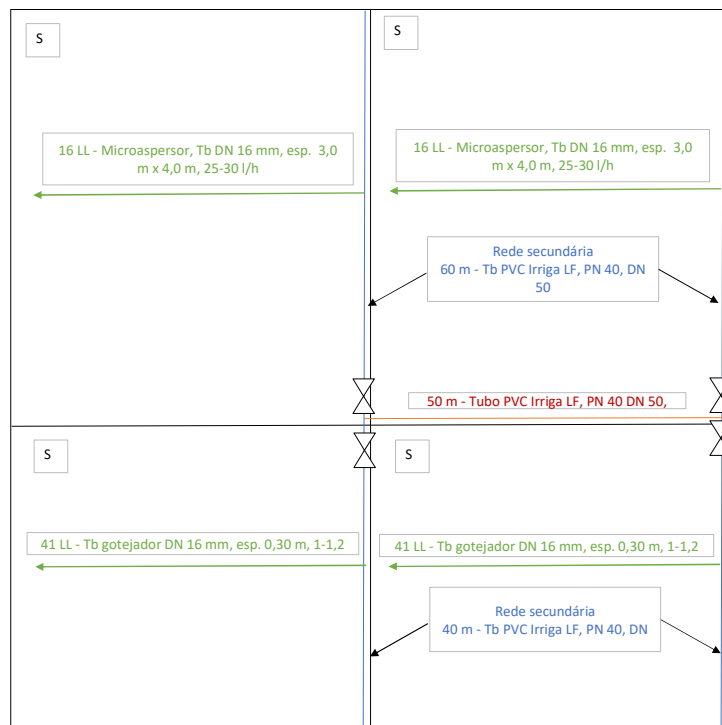 S
S
16 LL - Microaspersor, Tb DN 16 mm, esp. 3,0
m x 4,0 m, 25-30 l/h
16 LL - Microaspersor, Tb DN 16 mm, esp. 3,0
m x 4,0 m, 25-30 l/h
Rede secundária
60 m - Tb PVC Irriga LF, PN 40, DN
50
50 m - Tubo PVC Irriga LF, PN 40 DN 50,
S
S
41 LL - Tb gotejador DN 16 mm, esp. 0,30 m, 1-1,2
41 LL - Tb gotejador DN 16 mm, esp. 0,30 m, 1-1,2
Rede secundária
40 m - Tb PVC Irriga LF, PN 40, DN